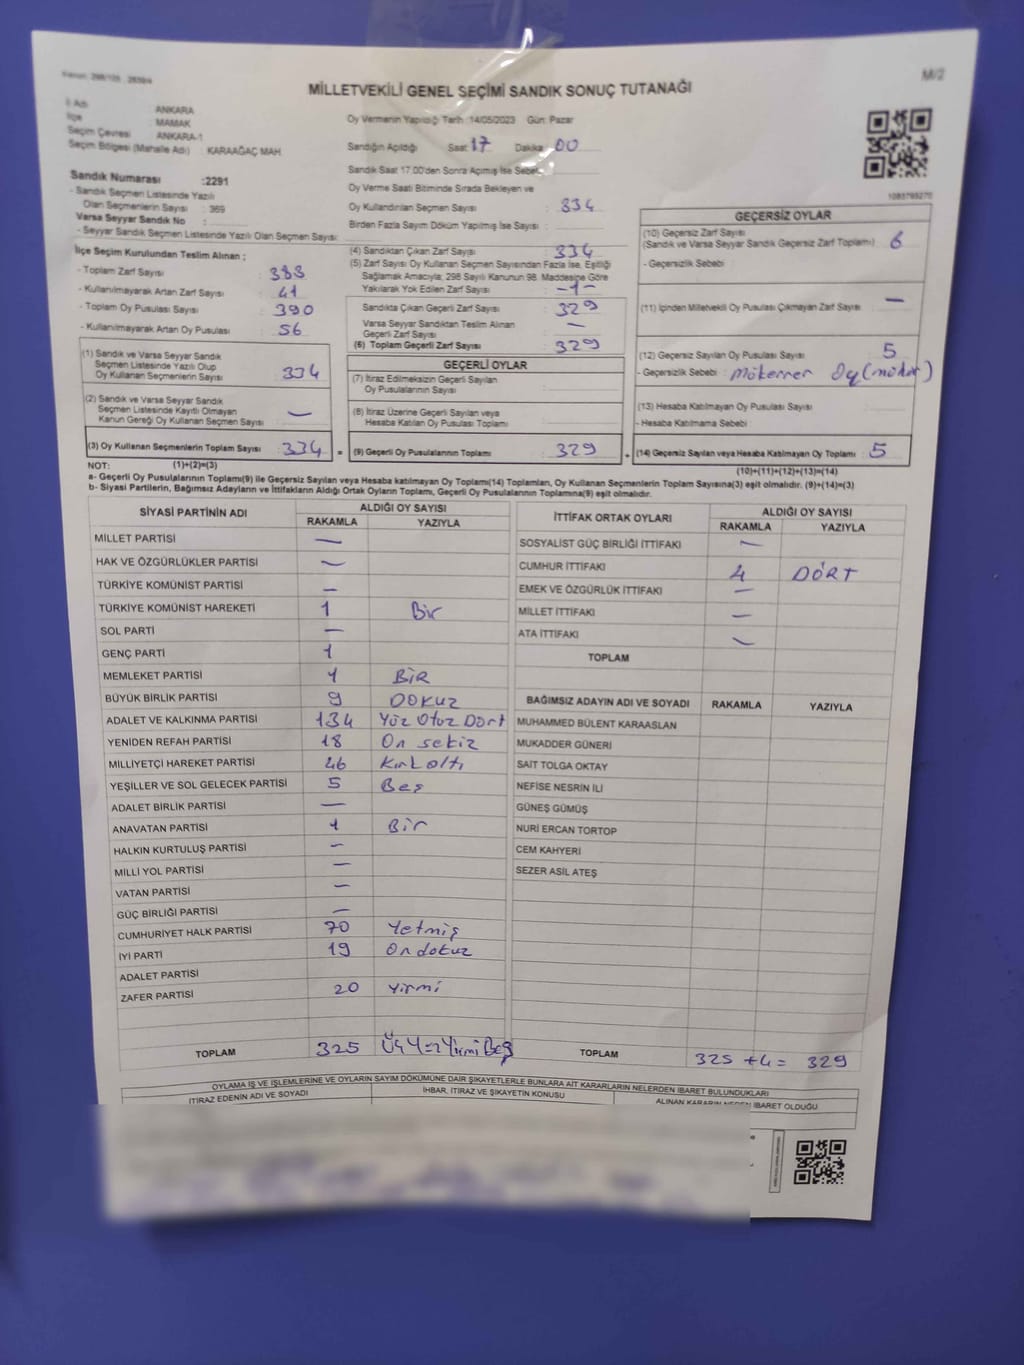 MİLLETVEKİLİ GENEL SEÇİMİ SANDIK SONUÇ TUTANAĞI
M/2
İl Adı : ANKARA
İlçe : MAMAK
Seçim Çevresi : ANKARA-1
Seçim Bölgesi (Mahalle Adı) : KARAAĞAÇ MAH
Oy Vermenin Yapıldığı Tarih: 14/05/2023 Gün: Pazar
Sandığın Açıldığı Saat 17 Dakika 00
Sandık Saat 17.00'den Sonra Açımış İse Sebebi
Oy Verme Saati Bitiminde Sırada Bekleyen ve
Oy Kullandırılan Seçmen Sayısı : 334
Birden Fazla Sayım Döküm Yapılmış İse Sayısı :
Sandık Numarası :2291
- Sandık Seçmen Listesinde Yazılı
Olan Seçmenlerin Sayısı : 369
Varsa Seyyar Sandık No :
- Seyyar Sandık Seçmen Listesinde Yazılı Olan Seçmen Sayısı:
İlçe Seçim Kurulundan Teslim Alınan ;
- Toplam Zarf Sayısı : 383
- Kullanılmayarak Artan Zarf Sayısı : 41
- Toplam Oy Pusulası Sayısı : 390
- Kullanılmayarak Artan Oy Pusulası : 56
(1) Sandık ve Varsa Seyyar Sandık
Seçmen Listesinde Yazılı Olup
Oy Kullanan Seçmenlerin Sayısı : 334
(2) Sandık ve Varsa Seyyar Sandık
Seçmen Listesinde Kayıtlı Olmayan
Kanun Gereği Oy Kullanan Seçmen Sayısı : —
(3) Oy Kullanan Seçmenlerin Toplam Sayısı : 334
(4) Sandıktan Çıkan Zarf Sayısı : 334
(5) Zarf Sayısı Oy Kullanan Seçmen Sayısından Fazla İse, Eşitliği
Sağlamak Amacıyla, 298 Sayılı Kanunun 98. Maddesine Göre
Yakılarak Yok Edilen Zarf Sayısı : -1-
Sandıkta Çıkan Geçerli Zarf Sayısı : 329
Varsa Seyyar Sandıktan Teslim Alınan
Geçerli Zarf Sayısı : —
(6) Toplam Geçerli Zarf Sayısı : 329
GEÇERLİ OYLAR
(7) İtiraz Edilmeksizin Geçerli Sayılan
Oy Pusulalarının Sayısı :
(8) İtiraz Üzerine Geçerli Sayılan veya
Hesaba Katılan Oy Pusulası Toplamı :
= (9) Geçerli Oy Pusulalarının Toplamı : 329
1083795270
GEÇERSİZ OYLAR
(10) Geçersiz Zarf Sayısı
(Sandık ve Varsa Seyyar Sandık Geçersiz Zarf Toplamı) : 6
- Geçersizlik Sebebi :
(11) İçinden Milletvekili Oy Pusulası Çıkmayan Zarf Sayısı : —
(12) Geçersiz Sayılan Oy Pusulası Sayısı : 5
- Geçersizlik Sebebi : Mökerrer Oy
(13) Hesaba Katılmayan Oy Pusulası Sayısı :
- Hesaba Katılmama Sebebi :
+ (14) Geçersiz Sayılan veya Hesaba Katılmayan Oy Toplamı : 5
NOT: (1)+(2)=(3)
(10)+(11)+(12)+(13)=(14)
a- Geçerli Oy Pusulalarının Toplamı(9) ile Geçersiz Sayılan veya Hesaba katılmayan Oy Toplamı(14) Toplamları, Oy Kullanan Seçmenlerin Toplam Sayısına(3) eşit olmalıdır. (9)+(14)=(3)
b- Siyasi Partilerin, Bağımsız Adayların ve İttifakların Aldığı Ortak Oyların Toplamı, Geçerli Oy Pusulalarının Toplamına(9) eşit olmalıdır.
SİYASİ PARTİNİN ADI ALDIĞI OY SAYISI
RAKAMLA YAZIYLA
MİLLET PARTİSİ —
HAK VE ÖZGÜRLÜKLER PARTİSİ —
TÜRKİYE KOMÜNİST PARTİSİ —
TÜRKİYE KOMÜNİST HAREKETİ 1 Bir
SOL PARTİ —
GENÇ PARTİ 1
MEMLEKET PARTİSİ 1 BİR
BÜYÜK BİRLİK PARTİSİ 9 DOKUZ
ADALET VE KALKINMA PARTİSİ 134 Yüz Otuz Dört
YENİDEN REFAH PARTİSİ 18 On sekiz
MİLLİYETÇİ HAREKET PARTİSİ 46 Kırk altı
YEŞİLLER VE SOL GELECEK PARTİSİ 5 Beş
ADALET BİRLİK PARTİSİ —
ANAVATAN PARTİSİ 1 Bir
HALKIN KURTULUŞ PARTİSİ —
MİLLİ YOL PARTİSİ —
VATAN PARTİSİ —
GÜÇ BİRLİĞİ PARTİSİ —
CUMHURİYET HALK PARTİSİ 70 Yetmiş
İYİ PARTİ 19 On dokuz
ADALET PARTİSİ
ZAFER PARTİSİ 20 Yirmi
TOPLAM 325 Üç Yüz Yirmi Beş
İTTİFAK ORTAK OYLARI ALDIĞI OY SAYISI
RAKAMLA YAZIYLA
SOSYALİST GÜÇ BİRLİĞİ İTTİFAKI —
CUMHUR İTTİFAKI 4 DÖRT
EMEK VE ÖZGÜRLÜK İTTİFAKI —
MİLLET İTTİFAKI —
ATA İTTİFAKI —
TOPLAM
BAĞIMSIZ ADAYIN ADI VE SOYADI RAKAMLA YAZIYLA
MUHAMMED BÜLENT KARAASLAN
MUKADDER GÜNERİ
SAİT TOLGA OKTAY
NEFİSE NESRİN İLİ
GÜNEŞ GÜMÜŞ
NURİ ERCAN TORTOP
CEM KAHYERİ
SEZER ASİL ATEŞ
TOPLAM 325 +4 = 329
OYLAMA İŞ VE İŞLEMLERİNE VE OYLARIN SAYIM DÖKÜMÜNE DAİR ŞİKAYETLERLE BUNLARA AİT KARARLARIN NELERDEN İBARET BULUNDUKLARI
İTİRAZ EDENİN ADI VE SOYADI İHBAR, İTİRAZ VE ŞİKAYETİN KONUSU ALINAN KARARIN NEDEN İBARET OLDUĞU